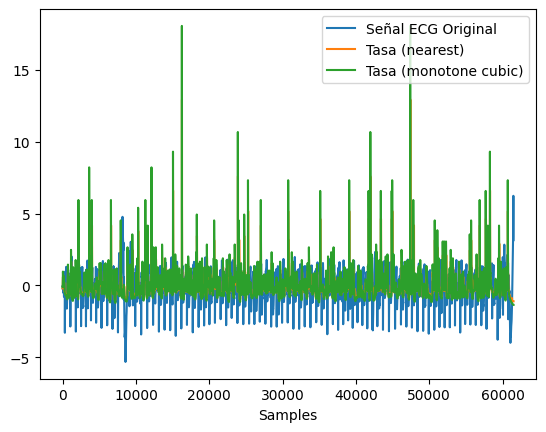 Señal ECG Original
Tasa (nearest)
Tasa (monotone cubic)
15
10
5
0
−5
0 10000 20000 30000 40000 50000 60000
Samples